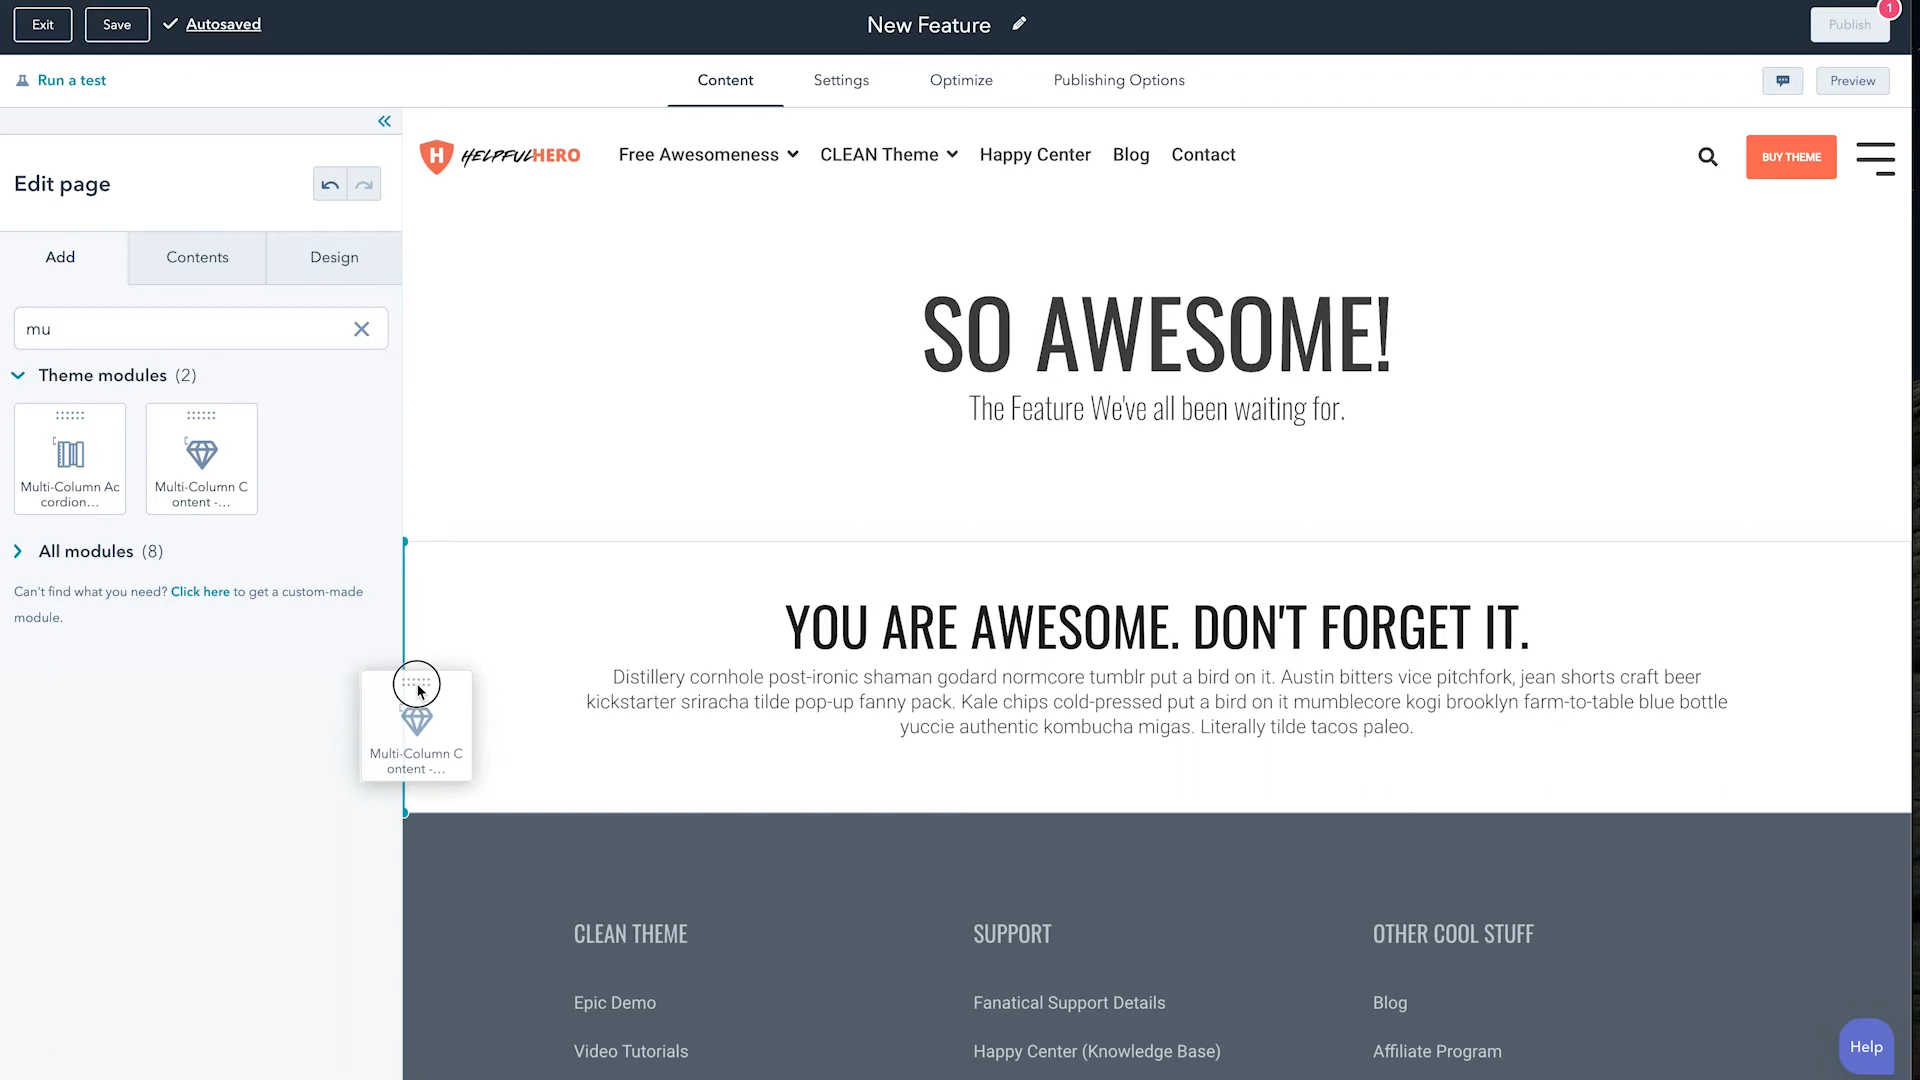 Exit
Save
Autosaved
New Feature
Publish
1
Run a test
Content
Settings
Optimize
Publishing Options
Preview
Edit page
Add
Contents
Design
mu
Theme modules (2)
Multi-Column Ac
cordion...
Multi-Column C
ontent -...
All modules (8)
Can't find what you need? Click here to get a custom-made
module.
Multi-Column C
ontent -...
H HELPFULHERO
Free Awesomeness
CLEAN Theme
Happy Center
Blog
Contact
BUY THEME
SO AWESOME!
The Feature We've all been waiting for.
YOU ARE AWESOME. DON'T FORGET IT.
Distillery cornhole post-ironic shaman godard normcore tumblr put a bird on it. Austin bitters vice pitchfork, jean shorts craft beer
kickstarter sriracha tilde pop-up fanny pack. Kale chips cold-pressed put a bird on it mumblecore kogi brooklyn farm-to-table blue bottle
yuccie authentic kombucha migas. Literally tilde tacos paleo.
CLEAN THEME
SUPPORT
OTHER COOL STUFF
Epic Demo
Fanatical Support Details
Blog
Video Tutorials
Happy Center (Knowledge Base)
Affiliate Program
Help